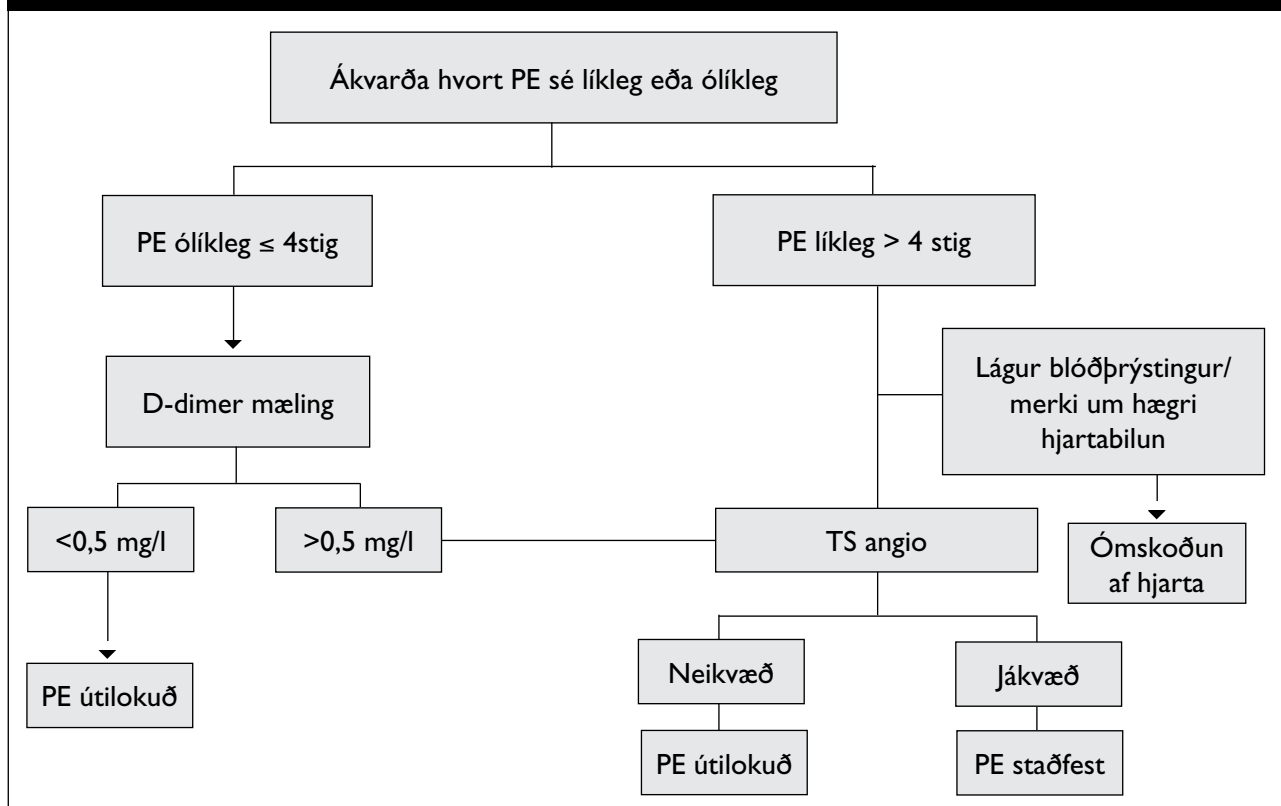 Ákvarða hvort PE sé líkleg eða ólíkleg
PE ólíkleg ≤ 4stig
PE líkleg > 4 stig
D-dimer mæling
Lágur blóðþrýstingur/
merki um hægri
hjartabilun
<0,5 mg/l
>0,5 mg/l
TS angio
Ómskoðun
af hjarta
PE útilokuð
Neikvæð
Jákvæð
PE útilokuð
PE staðfest